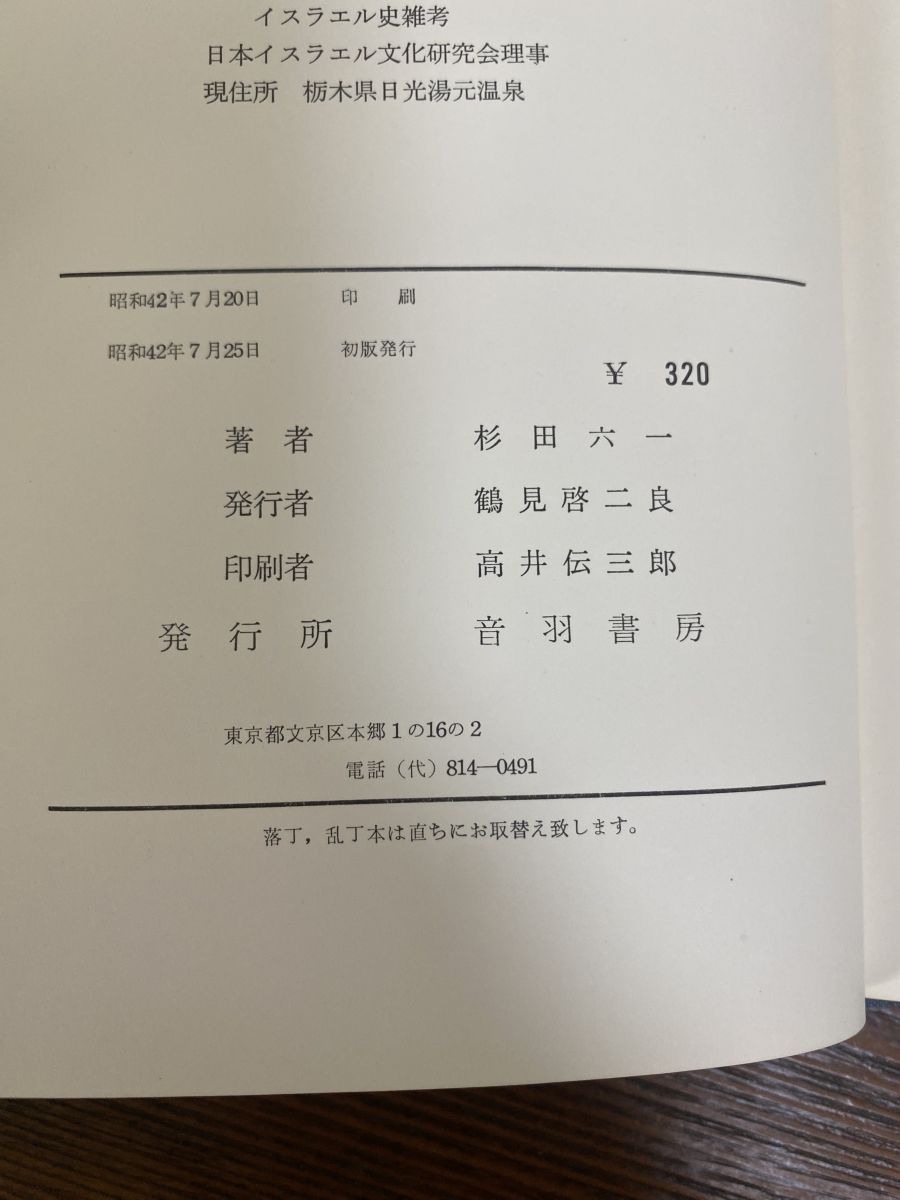 イスラエル史雑考
日本イスラエル文化研究会理事
現住所 栃木県日光湯元温泉
昭和42年7月20日 印 刷
昭和42年7月25日 初版発行
¥ 320
著 者 杉 田 六 一
発行者 鶴 見 啓 二 良
印刷者 高 井 伝 三 郎
発 行 所 音 羽 書 房
東京都文京区本郷1の16の2
電話(代)814―0491
落丁,乱丁本は直ちにお取替え致します。